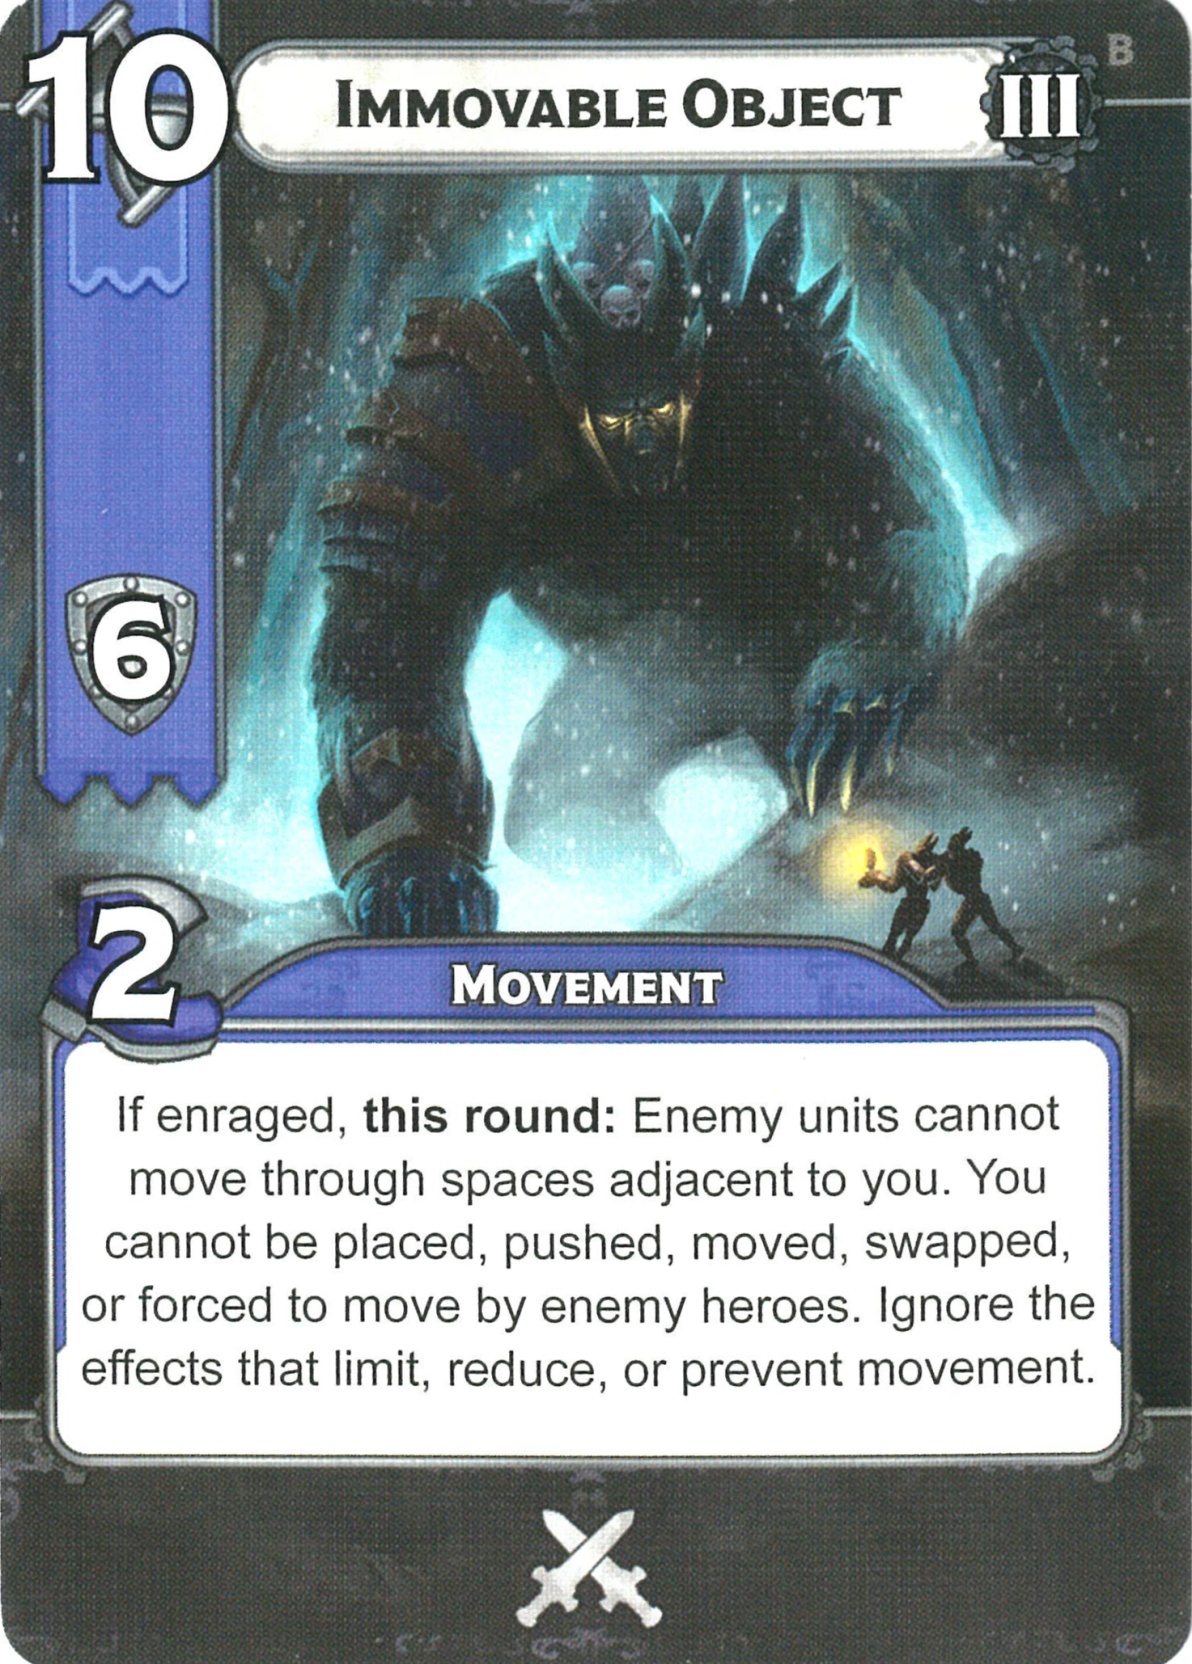 10
IMMOVABLE OBJECT
III
B
6
2
MOVEMENT
If enraged, this round: Enemy units cannot
move through spaces adjacent to you. You
cannot be placed, pushed, moved, swapped,
or forced to move by enemy heroes. Ignore the
effects that limit, reduce, or prevent movement.